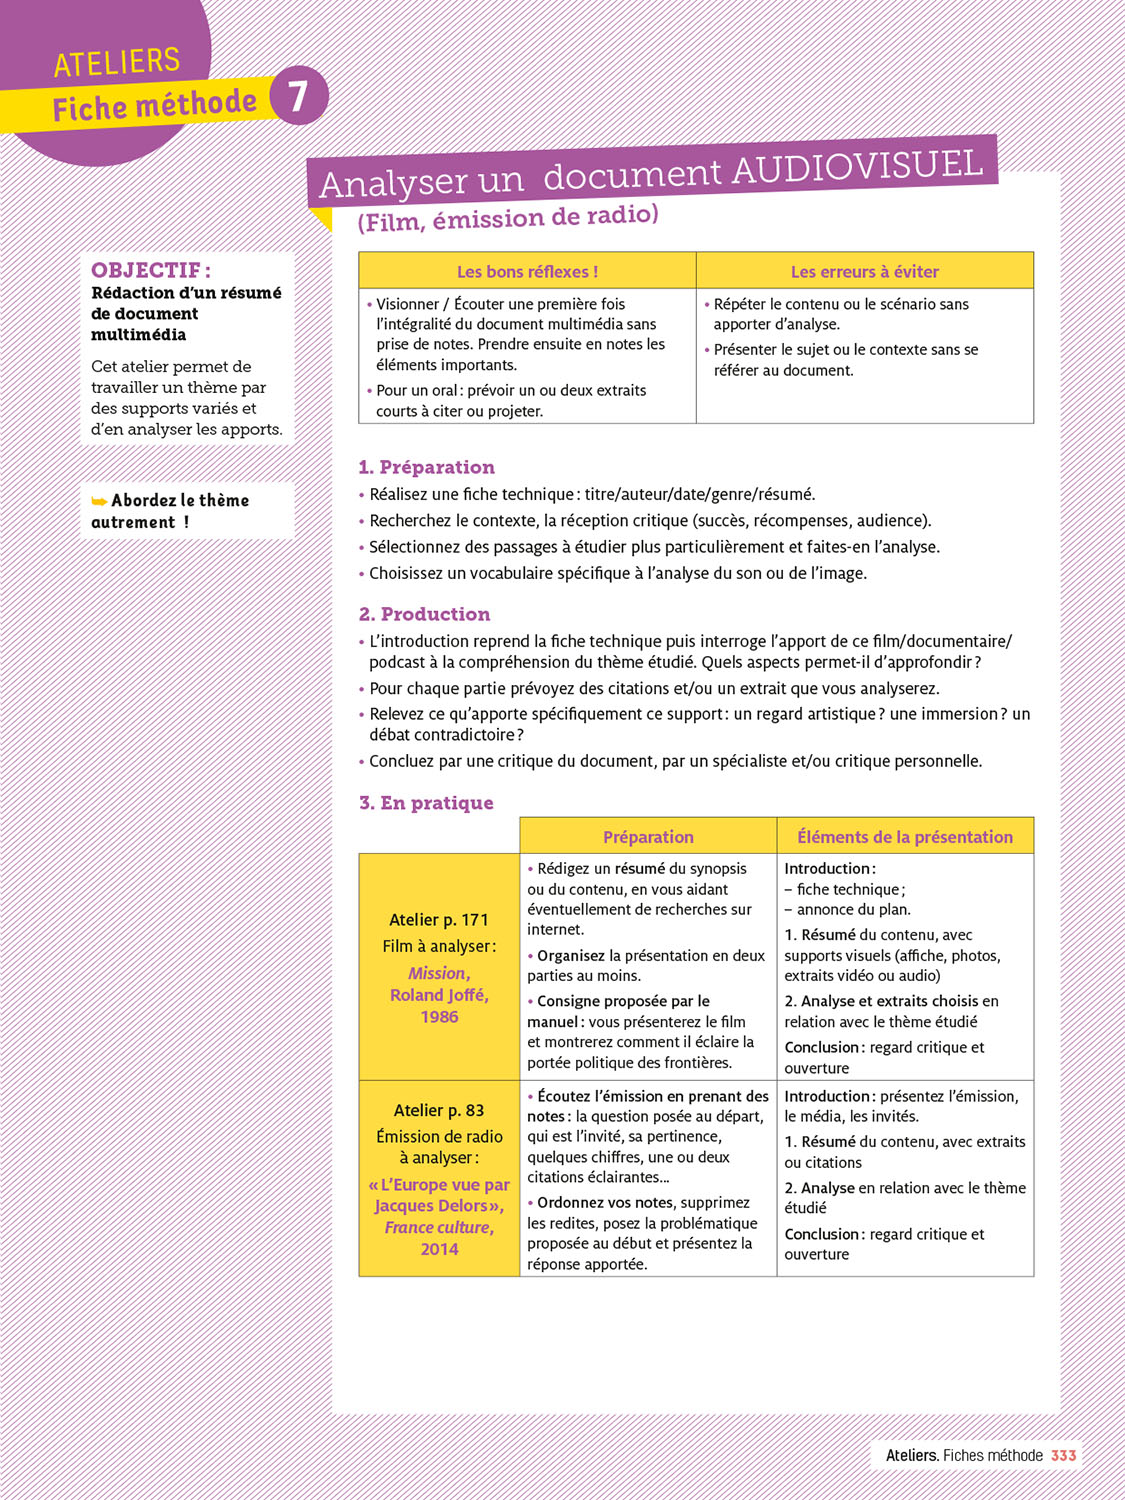 ATELIERS
Fiche méthode 7
Analyser un document AUDIOVISUEL
(Film, émission de radio)
OBJECTIF :
Rédaction d’un résumé
de document
multimédia
Cet atelier permet de
travailler un thème par
des supports variés et
d’en analyser les apports.
➥ Abordez le thème
autrement !
Les bons réflexes !
• Visionner / Écouter une première fois
l’intégralité du document multimédia sans
prise de notes. Prendre ensuite en notes les
éléments importants.
• Pour un oral : prévoir un ou deux extraits
courts à citer ou projeter.
Les erreurs à éviter
• Répéter le contenu ou le scénario sans
apporter d’analyse.
• Présenter le sujet ou le contexte sans se
référer au document.
1. Préparation
• Réalisez une fiche technique : titre/auteur/date/genre/résumé.
• Recherchez le contexte, la réception critique (succès, récompenses, audience).
• Sélectionnez des passages à étudier plus particulièrement et faites-en l’analyse.
• Choisissez un vocabulaire spécifique à l’analyse du son ou de l’image.
2. Production
• L’introduction reprend la fiche technique puis interroge l’apport de ce film/documentaire/
podcast à la compréhension du thème étudié. Quels aspects permet-il d’approfondir ?
• Pour chaque partie prévoyez des citations et/ou un extrait que vous analyserez.
• Relevez ce qu’apporte spécifiquement ce support : un regard artistique ? une immersion ? un
débat contradictoire ?
• Concluez par une critique du document, par un spécialiste et/ou critique personnelle.
3. En pratique
Préparation
Éléments de la présentation
Atelier p. 171
Film à analyser :
Mission,
Roland Joffé,
1986
• Rédigez un résumé du synopsis
ou du contenu, en vous aidant
éventuellement de recherches sur
internet.
• Organisez la présentation en deux
parties au moins.
• Consigne proposée par le
manuel : vous présenterez le film
et montrerez comment il éclaire la
portée politique des frontières.
Introduction :
– fiche technique ;
– annonce du plan.
1. Résumé du contenu, avec
supports visuels (affiche, photos,
extraits vidéo ou audio)
2. Analyse et extraits choisis en
relation avec le thème étudié
Conclusion : regard critique et
ouverture
Atelier p. 83
Émission de radio
à analyser :
« L’Europe vue par
Jacques Delors »,
France culture,
2014
• Écoutez l’émission en prenant des
notes : la question posée au départ,
qui est l’invité, sa pertinence,
quelques chiffres, une ou deux
citations éclairantes...
• Ordonnez vos notes, supprimez
les redites, posez la problématique
proposée au début et présentez la
réponse apportée.
Introduction : présentez l’émission,
le média, les invités.
1. Résumé du contenu, avec extraits
ou citations
2. Analyse en relation avec le thème
étudié
Conclusion : regard critique et
ouverture
Ateliers. Fiches méthode 333